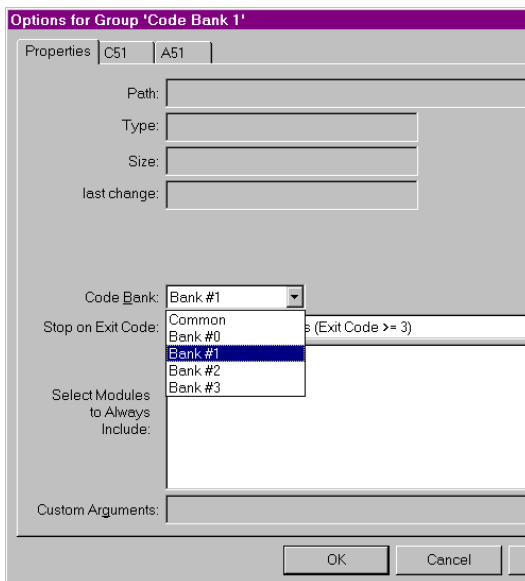 Options for Group 'Code Bank 1'
Properties C51 A51
Path:
Type:
Size:
last change:
Code Bank: Bank #1
Stop on Exit Code: (Exit Code >= 3)
Common
Bank #0
Bank #1
Bank #2
Bank #3
Select Modules
to Always
Include:
Custom Arguments:
OK Cancel